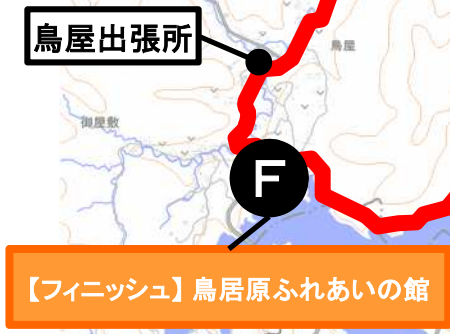 鳥屋出張所
鳥屋
御屋敷
F
【フィニッシュ】鳥居原ふれあいの館